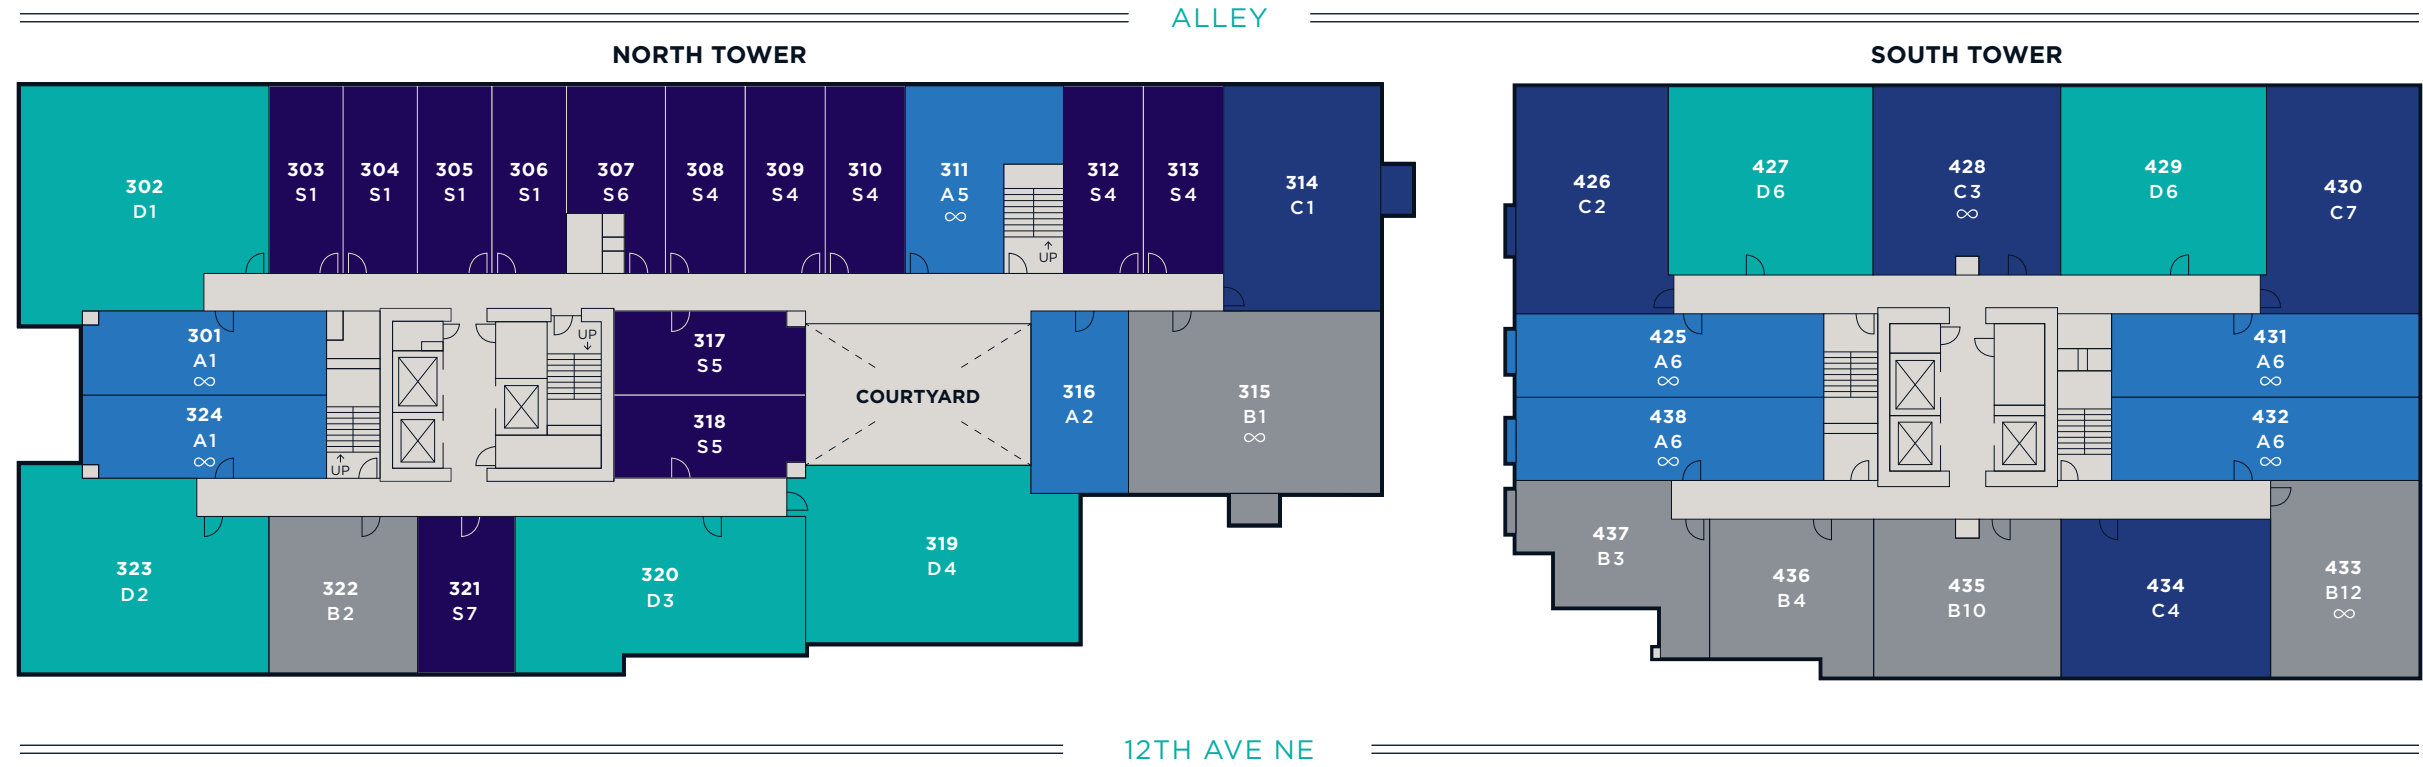 ALLEY
NORTH TOWER
SOUTH TOWER
302
D1
303
S1
304
S1
305
S1
306
S1
307
S6
308
S4
309
S4
310
S4
311
A5
∞
UP
312
S4
313
S4
314
C1
301
A1
∞
324
A1
∞
UP
UP
317
S5
318
S5
COURTYARD
316
A2
315
B1
∞
323
D2
322
B2
321
S7
320
D3
319
D4
426
C2
427
D6
428
C3
∞
429
D6
430
C7
425
A6
∞
438
A6
∞
431
A6
∞
432
A6
∞
437
B3
436
B4
435
B10
434
C4
433
B12
∞
12TH AVE NE